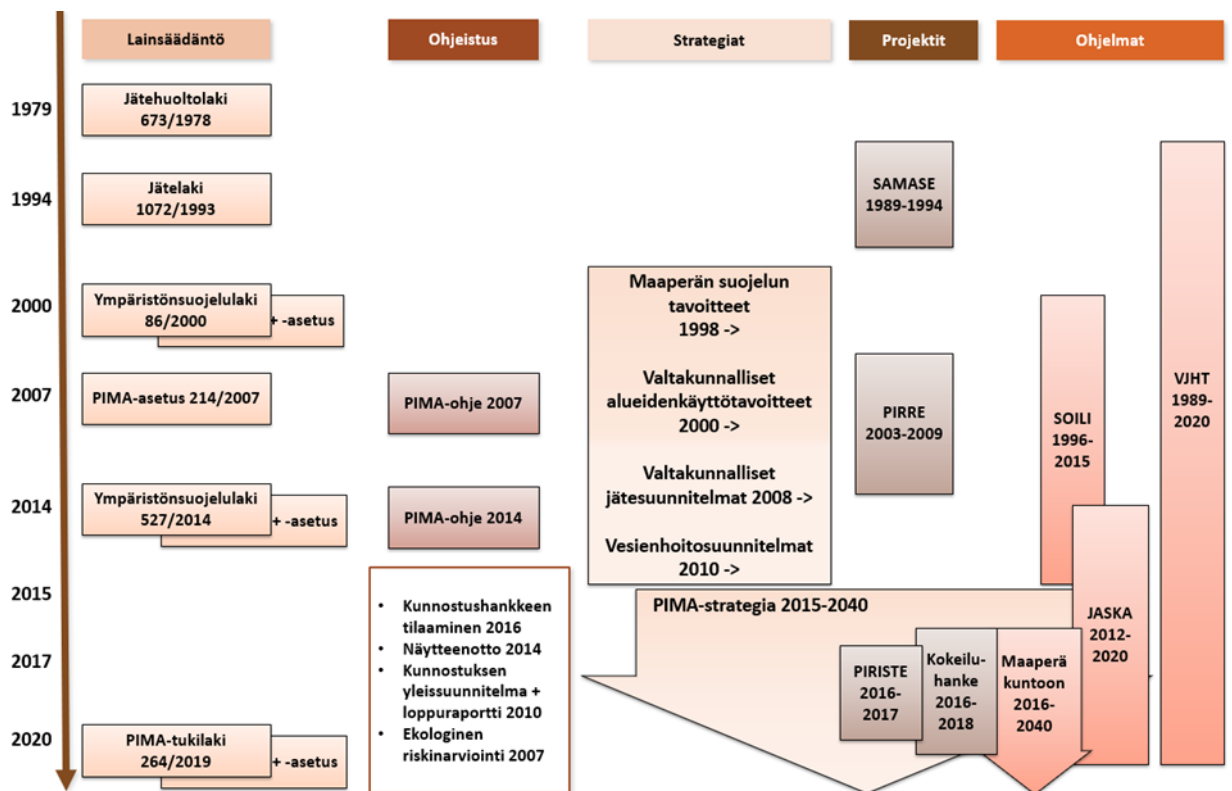 Lainsäädäntö
Ohjeistus
Strategiat
Projektit
Ohjelmat
1979
1994
2000
2007
2014
2015
2017
2020
Jätehuoltolaki
673/1978
Jätelaki
1072/1993
Ympäristönsuojelulaki
86/2000
+ -asetus
PIMA-asetus 214/2007
Ympäristönsuojelulaki
527/2014
+ -asetus
PIMA-tukilaki
264/2019
+ -asetus
PIMA-ohje 2007
PIMA-ohje 2014
• Kunnostushankkeen
tilaaminen 2016
• Näytteenotto 2014
• Kunnostuksen
yleissuunnitelma +
loppuraportti 2010
• Ekologinen
riskinarviointi 2007
Maaperän suojelun
tavoitteet
1998 ->
Valtakunnalliset
alueidenkäyttötavoitteet
2000 ->
Valtakunnalliset
jätesuunnitelmat 2008 ->
Vesienhoitosuunnitelmat
2010 ->
PIMA-strategia 2015-2040
SAMASE
1989-1994
PIRRE
2003-2009
PIRISTE
2016-
2017
Kokeilu-
hanke
2016-
2018
Maaperä
kuntoon
2016-
2040
SOILI
1996-
2015
JASKA
2012-
2020
VJHT
1989-
2020